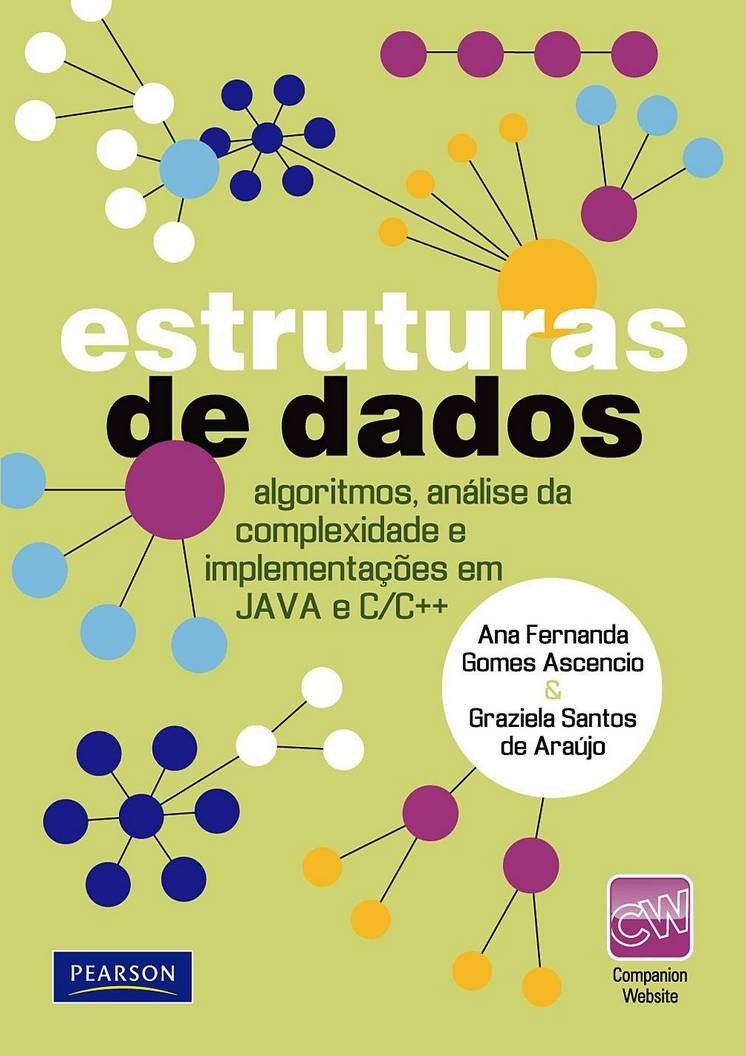 estruturas
de dados
algoritmos, análise da
complexidade e
implementações em
JAVA e C/C++
Ana Fernanda
Gomes Ascencio
&
Graziela Santos
de Araújo
PEARSON
CW
Companion
Website